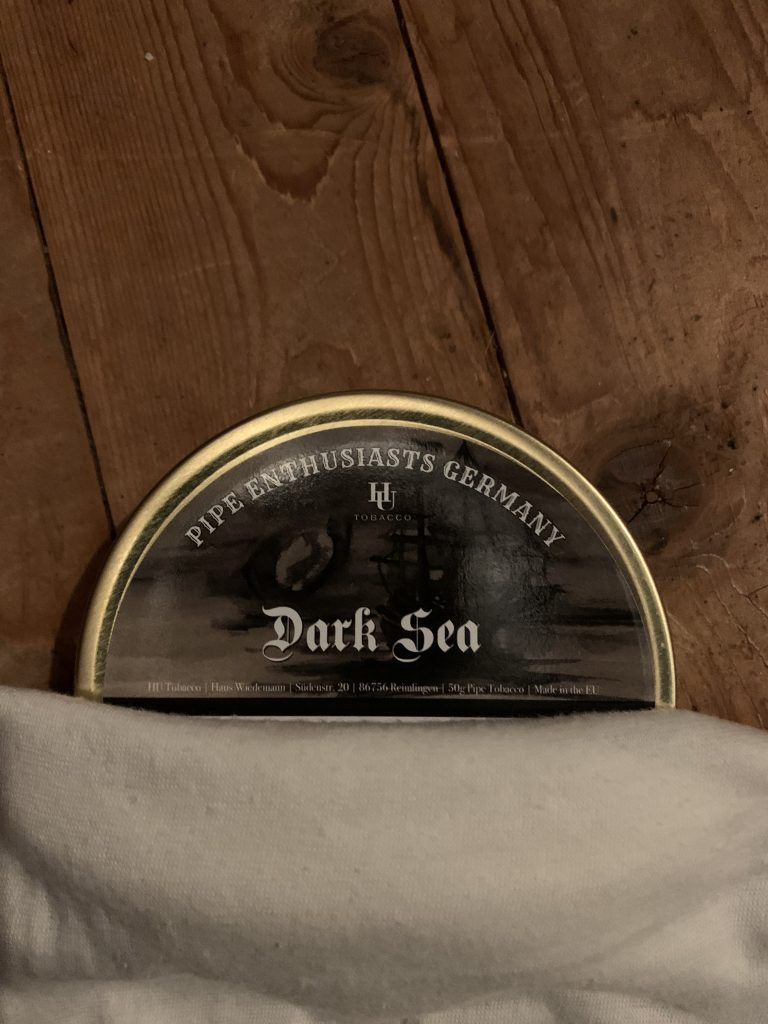 PIPE ENTHUSIASTS GERMANY
HU
TOBACCO
Dark Sea
HU Tobacco | Hans Wiedemann | Südenstr. 20 | 86756 Reimlingen | 50g Pipe Tobacco | Made in the EU